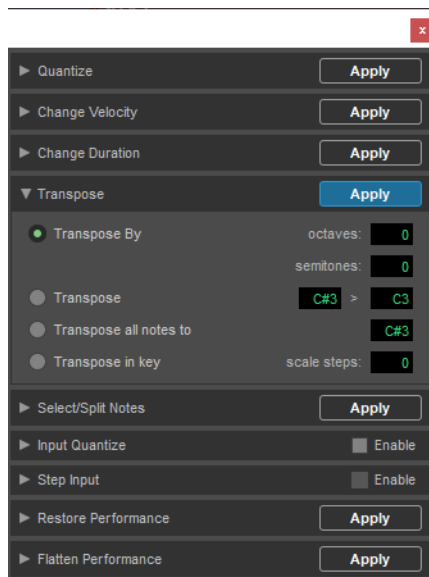 x
Quantize Apply
Change Velocity Apply
Change Duration Apply
Transpose Apply
Transpose By octaves: 0
semitones: 0
Transpose C#3 > C3
Transpose all notes to C#3
Transpose in key scale steps: 0
Select/Split Notes Apply
Input Quantize Enable
Step Input Enable
Restore Performance Apply
Flatten Performance Apply